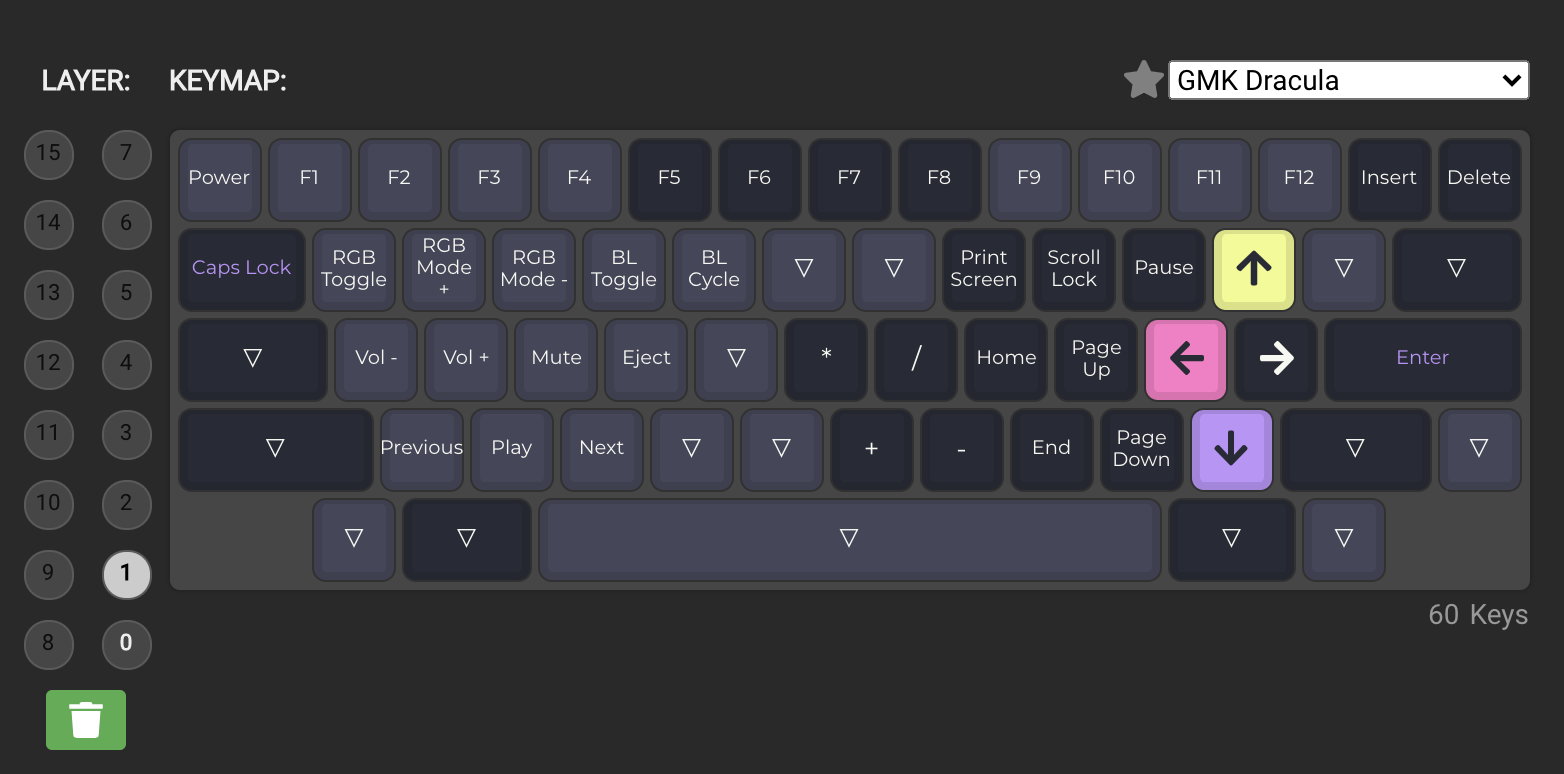 LAYER: KEYMAP: GMK Dracula
15 7
14 6
13 5
12 4
11 3
10 2
9 1
8 0
Power F1 F2 F3 F4 F5 F6 F7 F8 F9 F10 F11 F12 Insert Delete
Caps Lock RGB Toggle RGB Mode + RGB Mode - BL Toggle BL Cycle ▽ ▽ Print Screen Scroll Lock Pause ↑ ▽ ▽
▽ Vol - Vol + Mute Eject ▽ * / Home Page Up ← → Enter
▽ Previous Play Next ▽ ▽ + - End Page Down ↓ ▽ ▽
▽ ▽ ▽ ▽ ▽
60 Keys